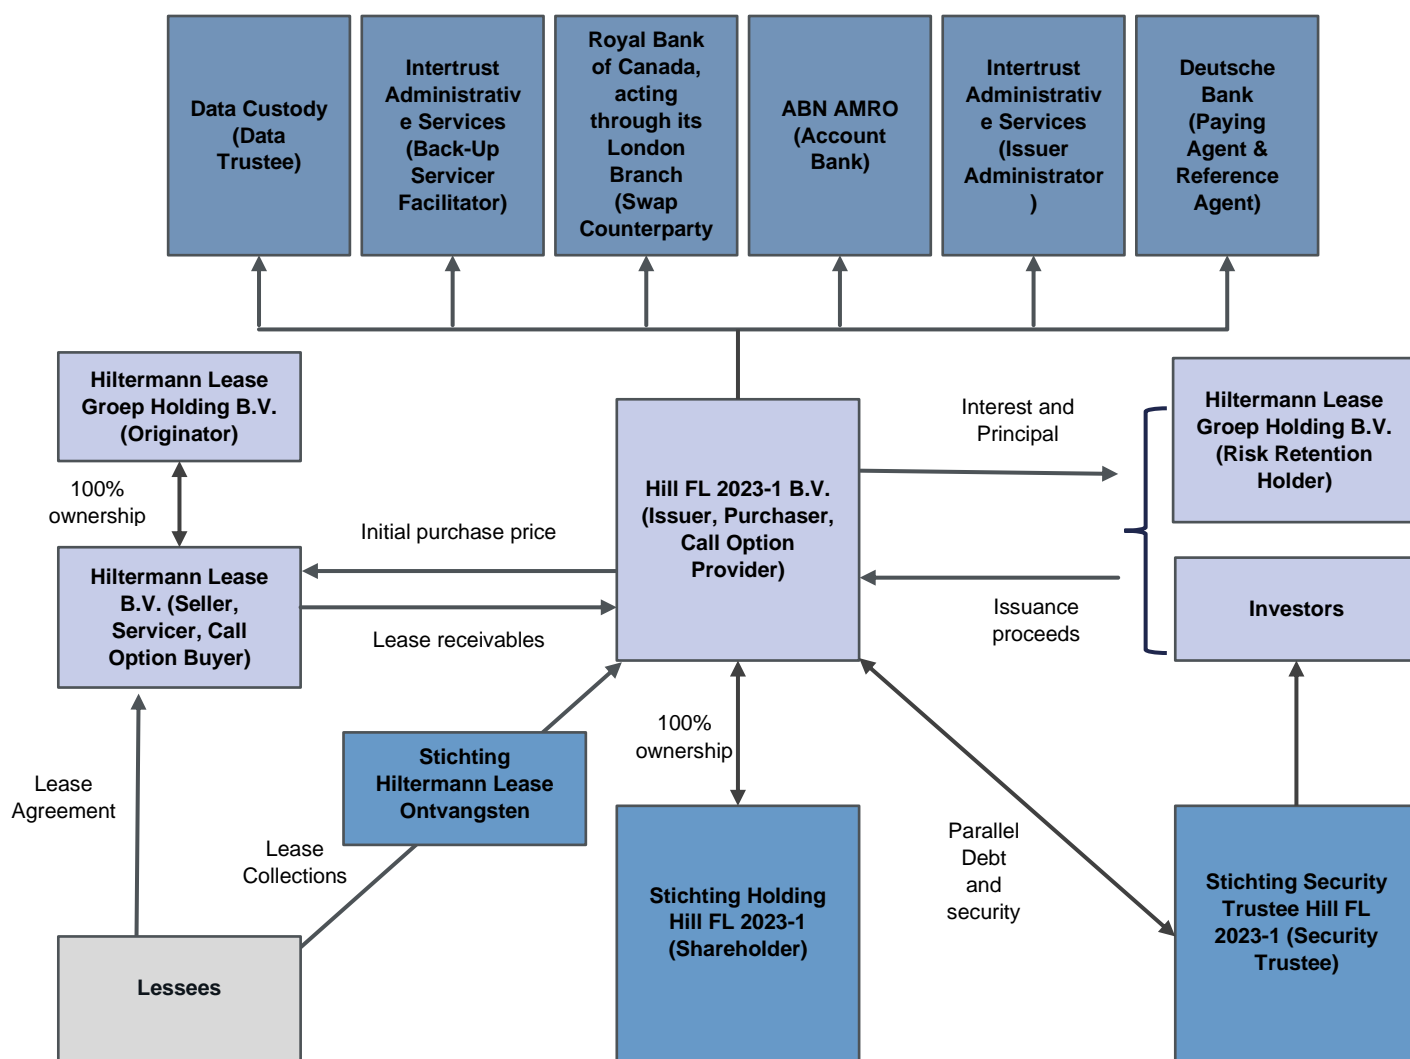 Data Custody
(Data
Trustee)
Intertrust
Administrativ
e Services
(Back-Up
Servicer
Facilitator)
Royal Bank
of Canada,
acting
through its
London
Branch
(Swap
Counterparty
ABN AMRO
(Account
Bank)
Intertrust
Administrativ
e Services
(Issuer
Administrator
)
Deutsche
Bank
(Paying
Agent &
Reference
Agent)
Hiltermann Lease
Groep Holding B.V.
(Originator)
100%
ownership
Hiltermann Lease
B.V. (Seller,
Servicer, Call
Option Buyer)
Initial purchase price
Lease receivables
Hill FL 2023-1 B.V.
(Issuer, Purchaser,
Call Option
Provider)
Interest and
Principal
Issuance
proceeds
Hiltermann Lease
Groep Holding B.V.
(Risk Retention
Holder)
Investors
Lease
Agreement
Stichting
Hiltermann Lease
Ontvangsten
Lease
Collections
100%
ownership
Parallel
Debt
and
security
Lessees
Stichting Holding
Hill FL 2023-1
(Shareholder)
Stichting Security
Trustee Hill FL
2023-1 (Security
Trustee)